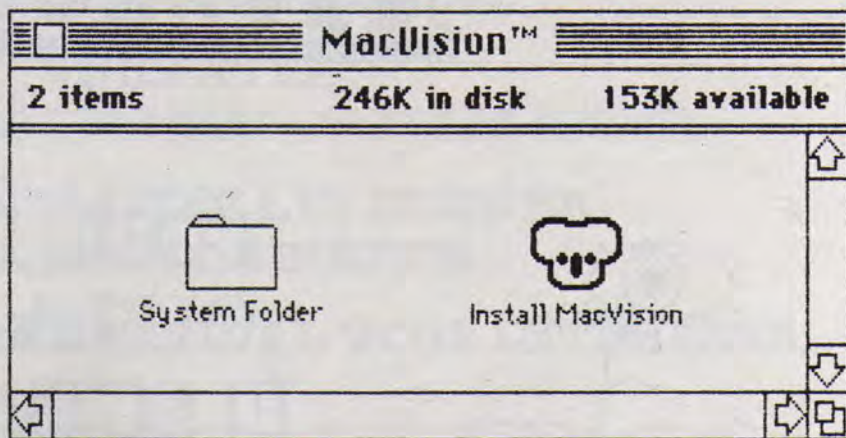 MacVision™
2 items 246K in disk 153K available
System Folder Install MacVision